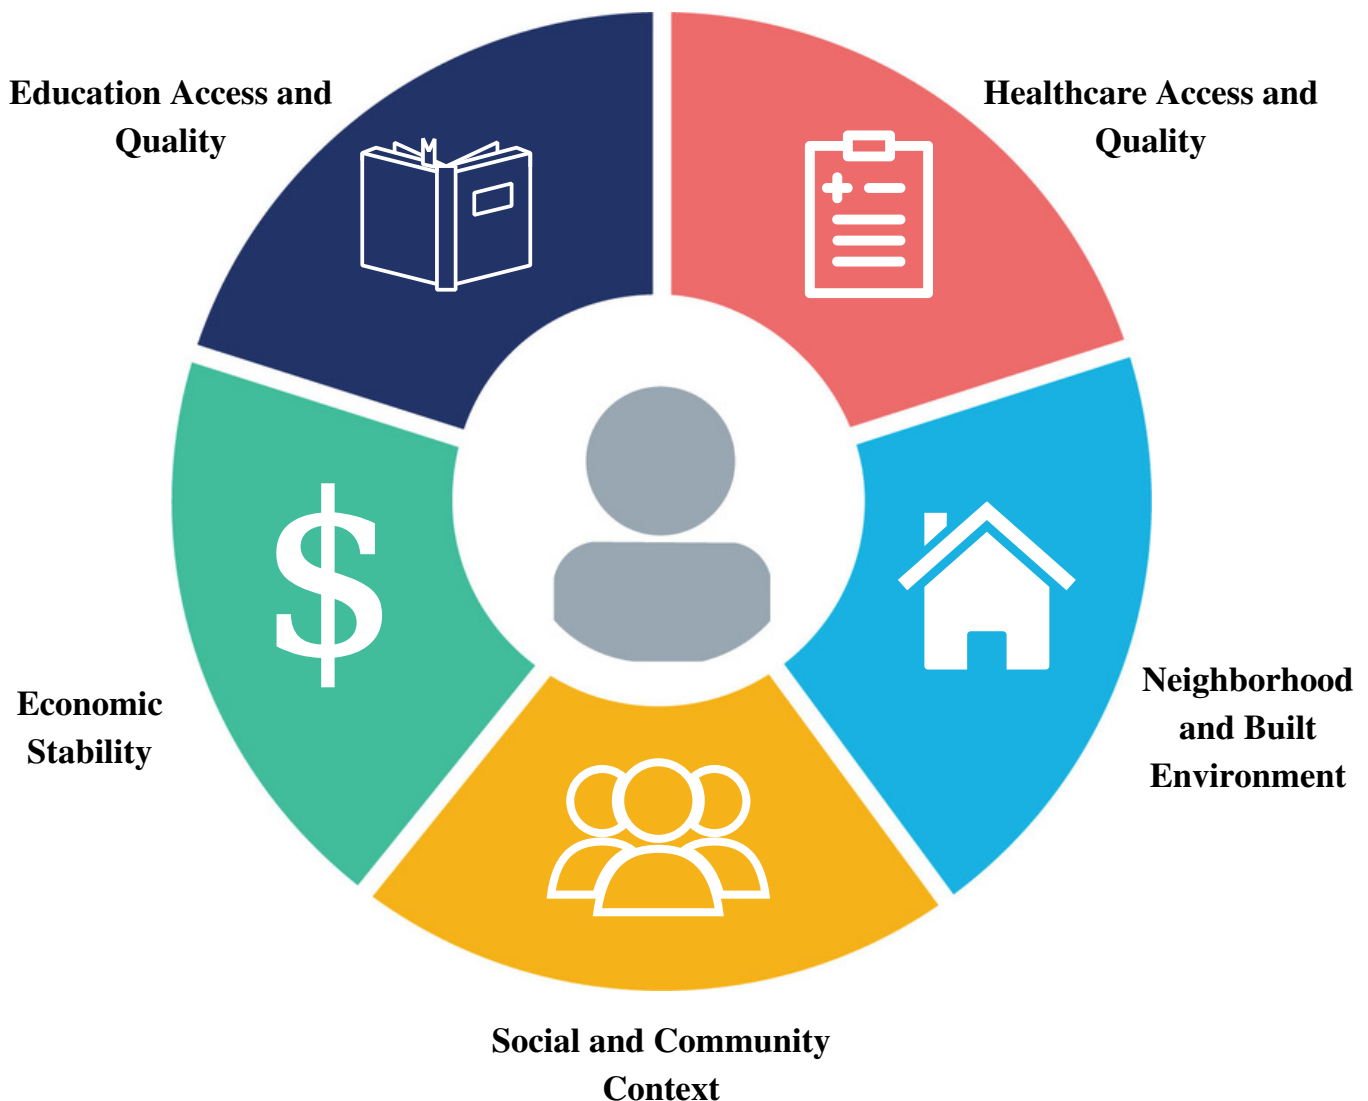 Education Access and
Quality
Healthcare Access and
Quality
$
Economic
Stability
Neighborhood
and Built
Environment
Social and Community
Context